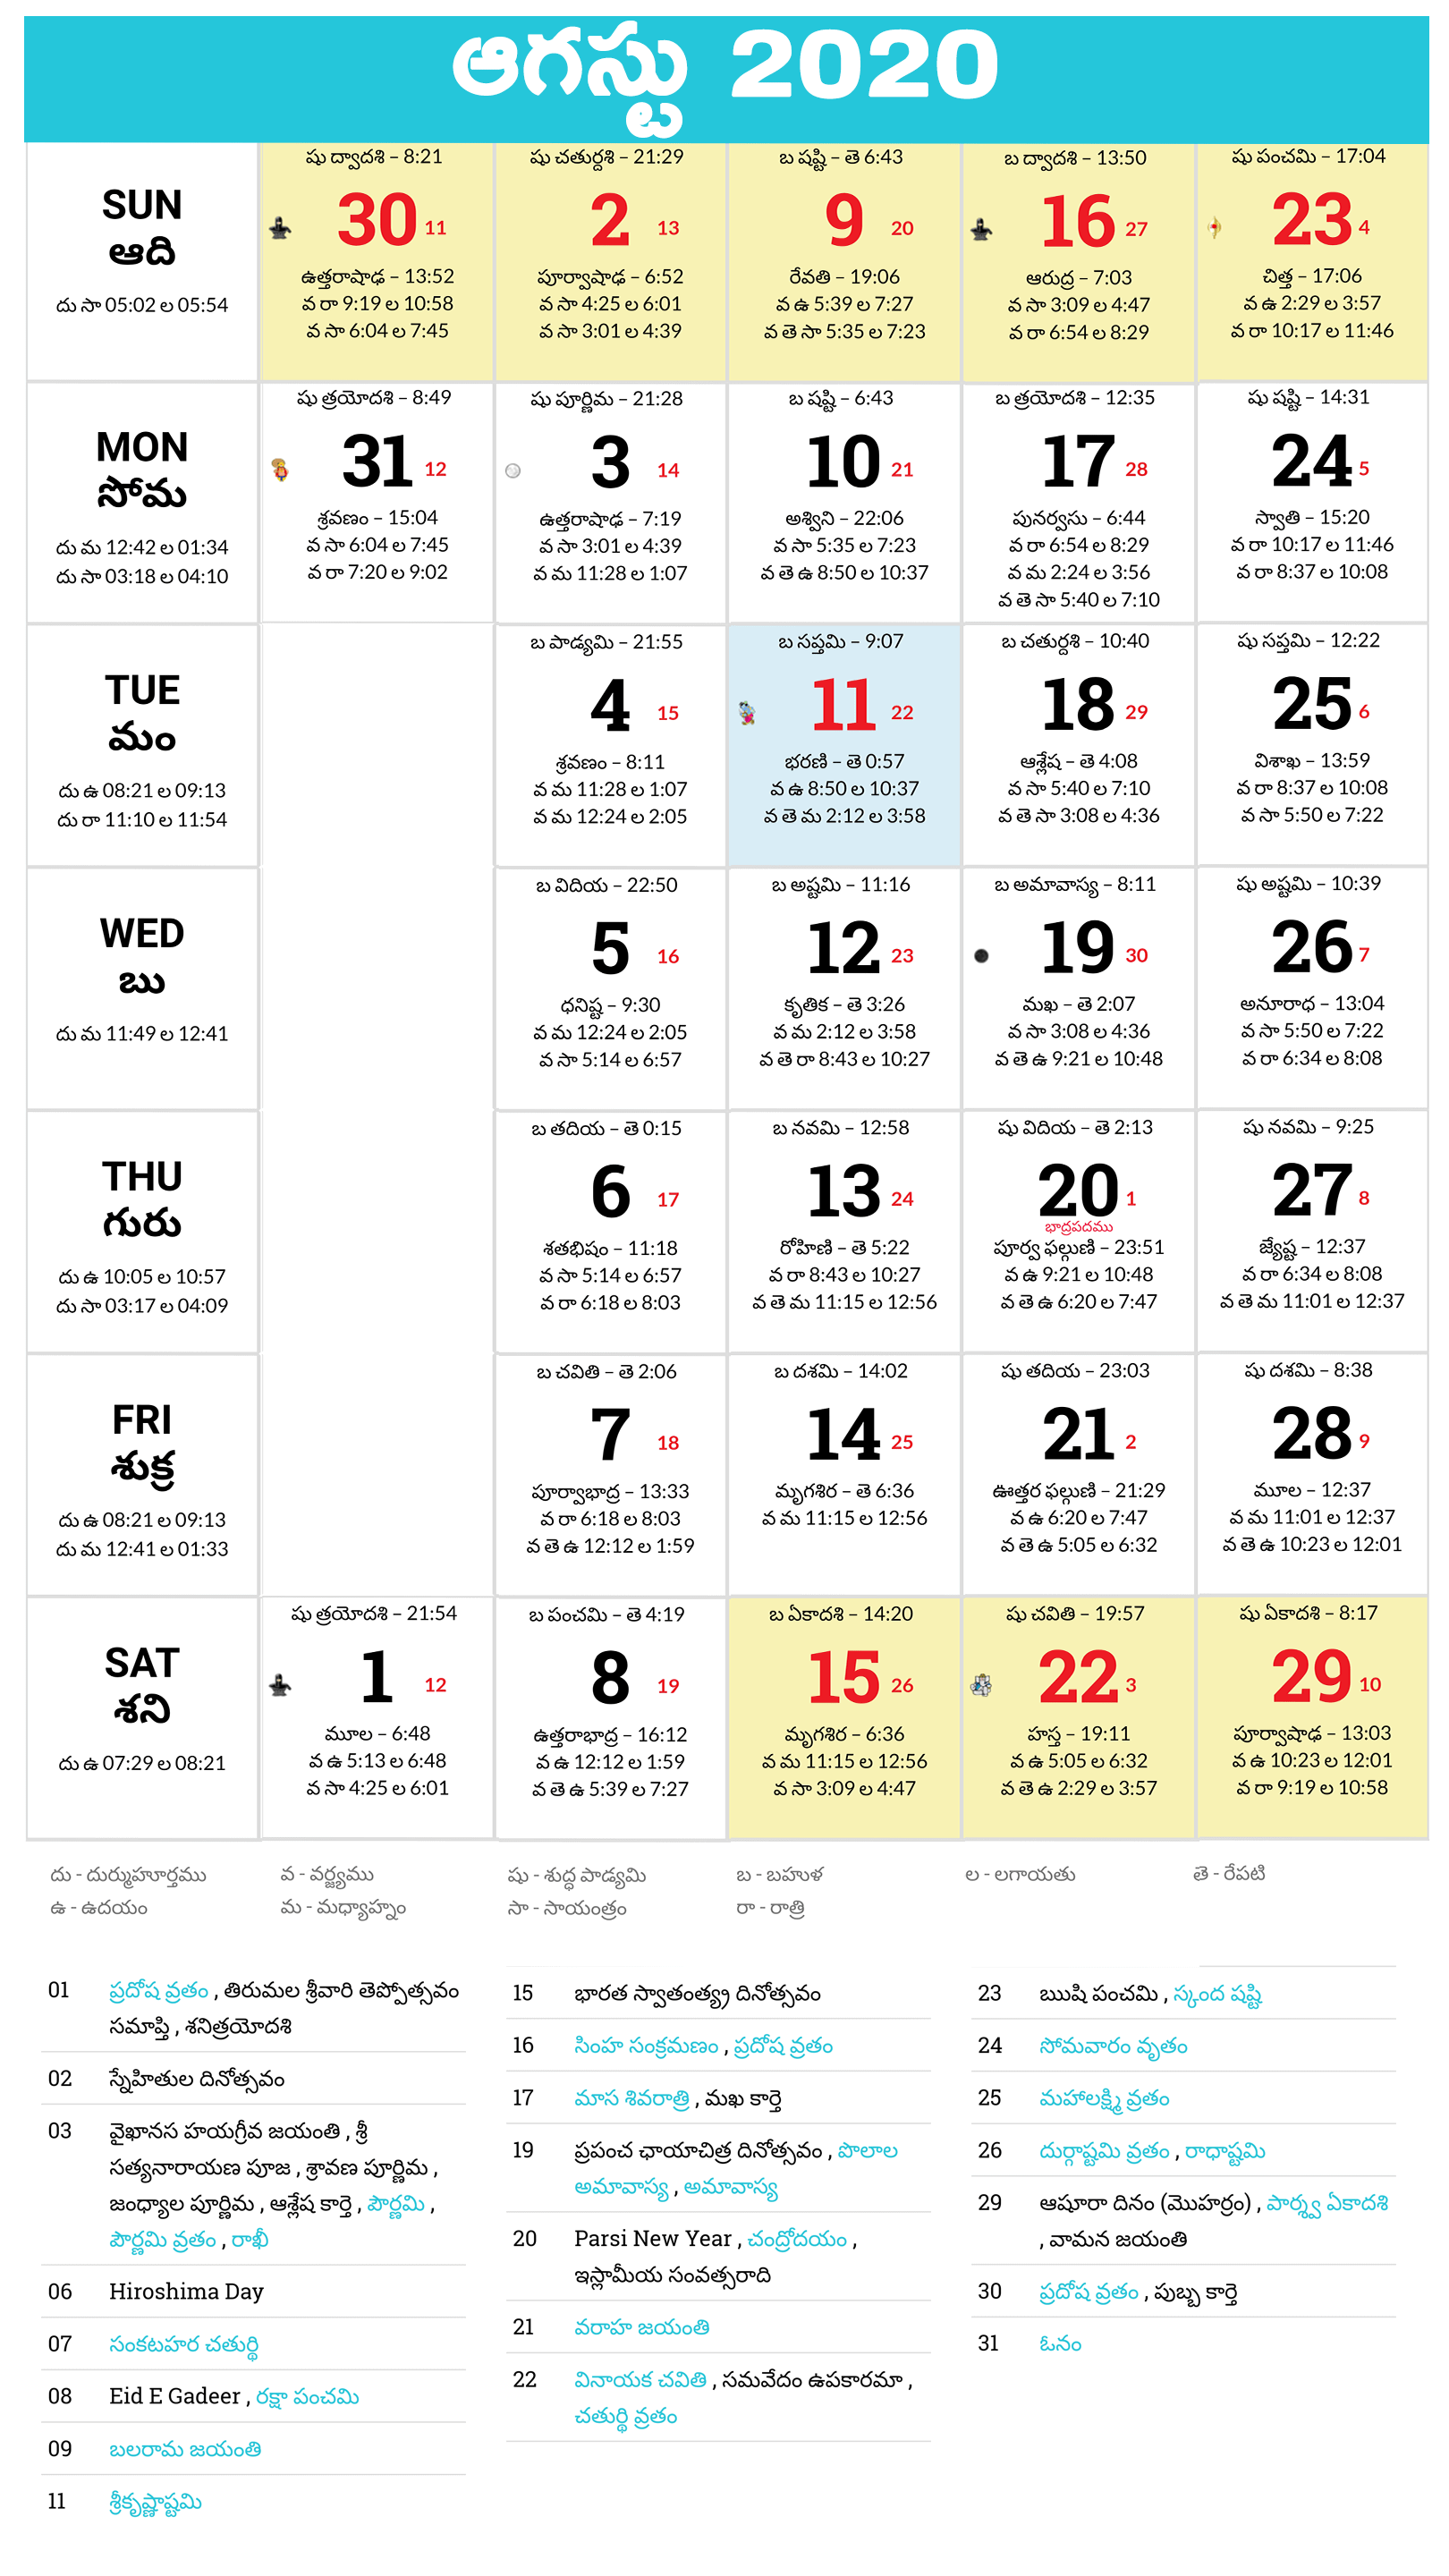 ఆగస్టు 2020
SUN
ఆది
దు సా 05:02 ల 05:54
షు ద్వాదశి – 8:21
30 11
ఉత్తరాషాఢ – 13:52
వ రా 9:19 ల 10:58
వ సా 6:04 ల 7:45
షు చతుర్దశి – 21:29
2 13
పూర్వాషాఢ – 6:52
వ సా 4:25 ల 6:01
వ సా 3:01 ల 4:39
బ షష్టి – తె 6:43
9 20
రేవతి – 19:06
వ ఉ 5:39 ల 7:27
వ తె సా 5:35 ల 7:23
బ ద్వాదశి – 13:50
16 27
ఆరుద్ర – 7:03
వ సా 3:09 ల 4:47
వ రా 6:54 ల 8:29
షు పంచమి – 17:04
23 4
చిత్త – 17:06
వ ఉ 2:29 ల 3:57
వ రా 10:17 ల 11:46
MON
సోమ
దు మ 12:42 ల 01:34
దు సా 03:18 ల 04:10
షు త్రయోదశి – 8:49
31 12
శ్రవణం – 15:04
వ సా 6:04 ల 7:45
వ రా 7:20 ల 9:02
షు పూర్ణిమ – 21:28
3 14
ఉత్తరాషాఢ – 7:19
వ సా 3:01 ల 4:39
వ మ 11:28 ల 1:07
బ షష్టి – 6:43
10 21
అశ్విని – 22:06
వ సా 5:35 ల 7:23
వ తె ఉ 8:50 ల 10:37
బ త్రయోదశి – 12:35
17 28
పునర్వసు – 6:44
వ రా 6:54 ల 8:29
వ మ 2:24 ల 3:56
వ తె సా 5:40 ల 7:10
షు షష్టి – 14:31
24 5
స్వాతి – 15:20
వ రా 10:17 ల 11:46
వ రా 8:37 ల 10:08
TUE
మం
దు ఉ 08:21 ల 09:13
దు రా 11:10 ల 11:54
బ పాడ్యమి – 21:55
4 15
శ్రవణం – 8:11
వ మ 11:28 ల 1:07
వ మ 12:24 ల 2:05
బ సప్తమి – 9:07
11 22
భరణి – తె 0:57
వ ఉ 8:50 ల 10:37
వ తె మ 2:12 ల 3:58
బ చతుర్దశి – 10:40
18 29
ఆశ్లేష – తె 4:08
వ సా 5:40 ల 7:10
వ తె సా 3:08 ల 4:36
షు సప్తమి – 12:22
25 6
విశాఖ – 13:59
వ రా 8:37 ల 10:08
వ సా 5:50 ల 7:22
WED
బు
దు మ 11:49 ల 12:41
బ విదియ – 22:50
5 16
ధనిష్ట – 9:30
వ మ 12:24 ల 2:05
వ సా 5:14 ల 6:57
బ అష్టమి – 11:16
12 23
కృతిక – తె 3:26
వ మ 2:12 ల 3:58
వ తె రా 8:43 ల 10:27
బ అమావాస్య – 8:11
19 30
మఖ – తె 2:07
వ సా 3:08 ల 4:36
వ తె ఉ 9:21 ల 10:48
షు అష్టమి – 10:39
26 7
అనూరాధ – 13:04
వ సా 5:50 ల 7:22
వ రా 6:34 ల 8:08
THU
గురు
దు ఉ 10:05 ల 10:57
దు సా 03:17 ల 04:09
బ తదియ – తె 0:15
6 17
శతభిషం – 11:18
వ సా 5:14 ల 6:57
వ రా 6:18 ల 8:03
బ నవమి – 12:58
13 24
రోహిణి – తె 5:22
వ రా 8:43 ల 10:27
వ తె మ 11:15 ల 12:56
షు విదియ – తె 2:13
20 1
భాద్రపదము
పూర్వ ఫల్గుణి – 23:51
వ ఉ 9:21 ల 10:48
వ తె ఉ 6:20 ల 7:47
షు నవమి – 9:25
27 8
జ్యేష్ట – 12:37
వ రా 6:34 ల 8:08
వ తె మ 11:01 ల 12:37
FRI
శుక్ర
దు ఉ 08:21 ల 09:13
దు మ 12:41 ల 01:33
బ చవితి – తె 2:06
7 18
పూర్వాభాద్ర – 13:33
వ రా 6:18 ల 8:03
వ తె ఉ 12:12 ల 1:59
బ దశమి – 14:02
14 25
మృగశిర – తె 6:36
వ మ 11:15 ల 12:56
షు తదియ – 23:03
21 2
ఊత్తర ఫల్గుణి – 21:29
వ ఉ 6:20 ల 7:47
వ తె ఉ 5:05 ల 6:32
షు దశమి – 8:38
28 9
మూల – 12:37
వ మ 11:01 ల 12:37
వ తె ఉ 10:23 ల 12:01
SAT
శని
దు ఉ 07:29 ల 08:21
షు త్రయోదశి – 21:54
1 12
మూల – 6:48
వ ఉ 5:13 ల 6:48
వ సా 4:25 ల 6:01
బ పంచమి – తె 4:19
8 19
ఉత్తరాభాద్ర – 16:12
వ ఉ 12:12 ల 1:59
వ తె ఉ 5:39 ల 7:27
బ ఏకాదశి – 14:20
15 26
మృగశిర – 6:36
వ మ 11:15 ల 12:56
వ సా 3:09 ల 4:47
షు చవితి – 19:57
22 3
హస్త – 19:11
వ ఉ 5:05 ల 6:32
వ తె ఉ 2:29 ల 3:57
షు ఏకాదశి – 8:17
29 10
పూర్వాషాఢ – 13:03
వ ఉ 10:23 ల 12:01
వ రా 9:19 ల 10:58
దు - దుర్ముహూర్తము వ - వర్జ్యము షు - శుద్ధ పాడ్యమి బ - బహుళ ల - లగాయతు తె - రేపటి
ఉ - ఉదయం మ - మధ్యాహ్నం సా - సాయంత్రం రా - రాత్రి
01 ప్రదోష వ్రతం , తిరుమల శ్రీవారి తెప్పోత్సవం
సమాప్తి , శనిత్రయోదశి
02 స్నేహితుల దినోత్సవం
03 వైఖానస హయగ్రీవ జయంతి , శ్రీ
సత్యనారాయణ పూజ , శ్రావణ పూర్ణిమ ,
జంధ్యాల పూర్ణిమ , ఆశ్లేష కార్తె , పౌర్ణమి ,
పౌర్ణమి వ్రతం , రాఖీ
06 Hiroshima Day
07 సంకటహర చతుర్థి
08 Eid E Gadeer , రక్షా పంచమి
09 బలరామ జయంతి
11 శ్రీకృష్ణాష్టమి
15 భారత స్వాతంత్య్ర దినోత్సవం
16 సింహ సంక్రమణం , ప్రదోష వ్రతం
17 మాస శివరాత్రి , మఖ కార్తె
19 ప్రపంచ ఛాయాచిత్ర దినోత్సవం , పొలాల
అమావాస్య , అమావాస్య
20 Parsi New Year , చంద్రోదయం ,
ఇస్లామీయ సంవత్సరాది
21 వరాహ జయంతి
22 వినాయక చవితి , సమవేదం ఉపకారమా ,
చతుర్థి వ్రతం
23 ఋషి పంచమి , స్కంద షష్టి
24 సోమవారం వృతం
25 మహాలక్ష్మి వ్రతం
26 దుర్గాష్టమి వ్రతం , రాధాష్టమి
29 ఆషూరా దినం (మొహర్రం) , పార్శ్వ ఏకాదశి
, వామన జయంతి
30 ప్రదోష వ్రతం , పుబ్బ కార్తె
31 ఓనం